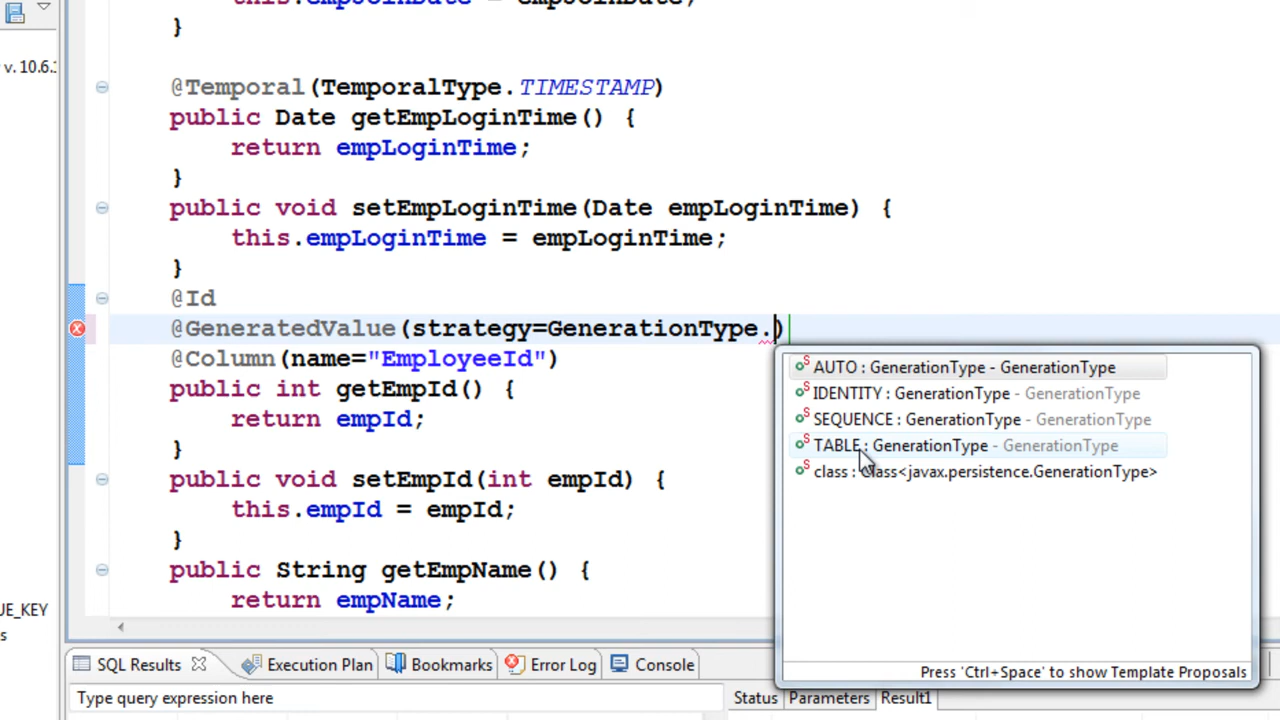 this.empJoinDate = empJoinDate;
}
v. 10.6.
@Temporal(TemporalType.TIMESTAMP)
public Date getEmpLoginTime() {
return empLoginTime;
}
public void setEmpLoginTime(Date empLoginTime) {
this.empLoginTime = empLoginTime;
}
@Id
@GeneratedValue(strategy=GenerationType.)
@Column(name="EmployeeId")
public int getEmpId() {
return empId;
}
public void setEmpId(int empId) {
this.empId = empId;
}
public String getEmpName() {
return empName;
AUTO : GenerationType - GenerationType
IDENTITY : GenerationType - GenerationType
SEQUENCE : GenerationType - GenerationType
TABLE : GenerationType - GenerationType
class : Class<javax.persistence.GenerationType>
Press 'Ctrl+Space' to show Template Proposals
UE_KEY
s
SQL Results
Execution Plan
Bookmarks
Error Log
Console
Type query expression here
Status
Parameters
Result1